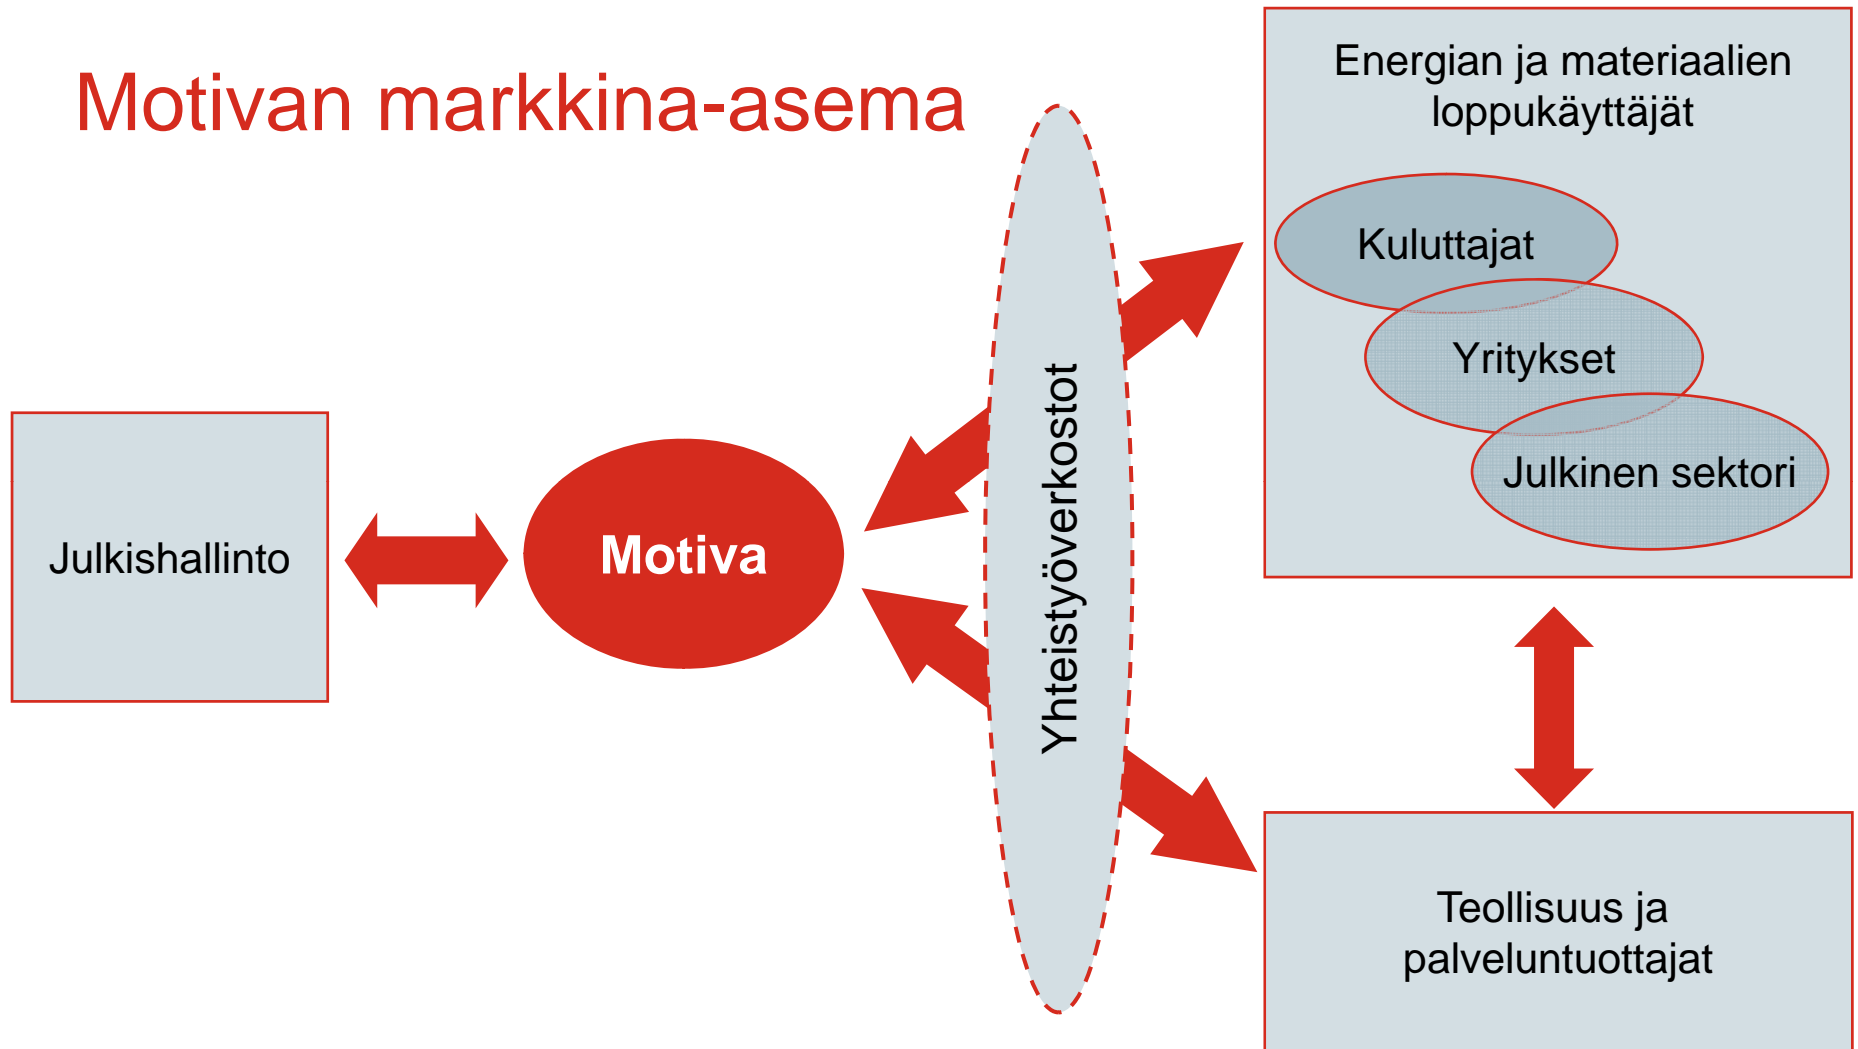 Motivan markkina-asema
Energian ja materiaalien
loppukäyttäjät
Kuluttajat
Yritykset
Julkinen sektori
Julkishallinto
Motiva
Yhteistyöverkostot
Teollisuus ja
palveluntuottajat